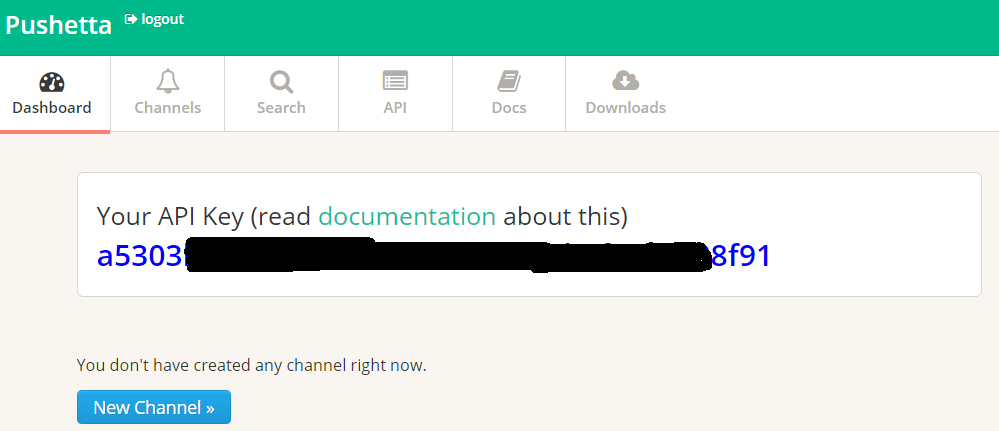 Pushetta logout
Dashboard Channels Search API Docs Downloads
Your API Key (read documentation about this)
a5303 8f91
You don't have created any channel right now.
New Channel »